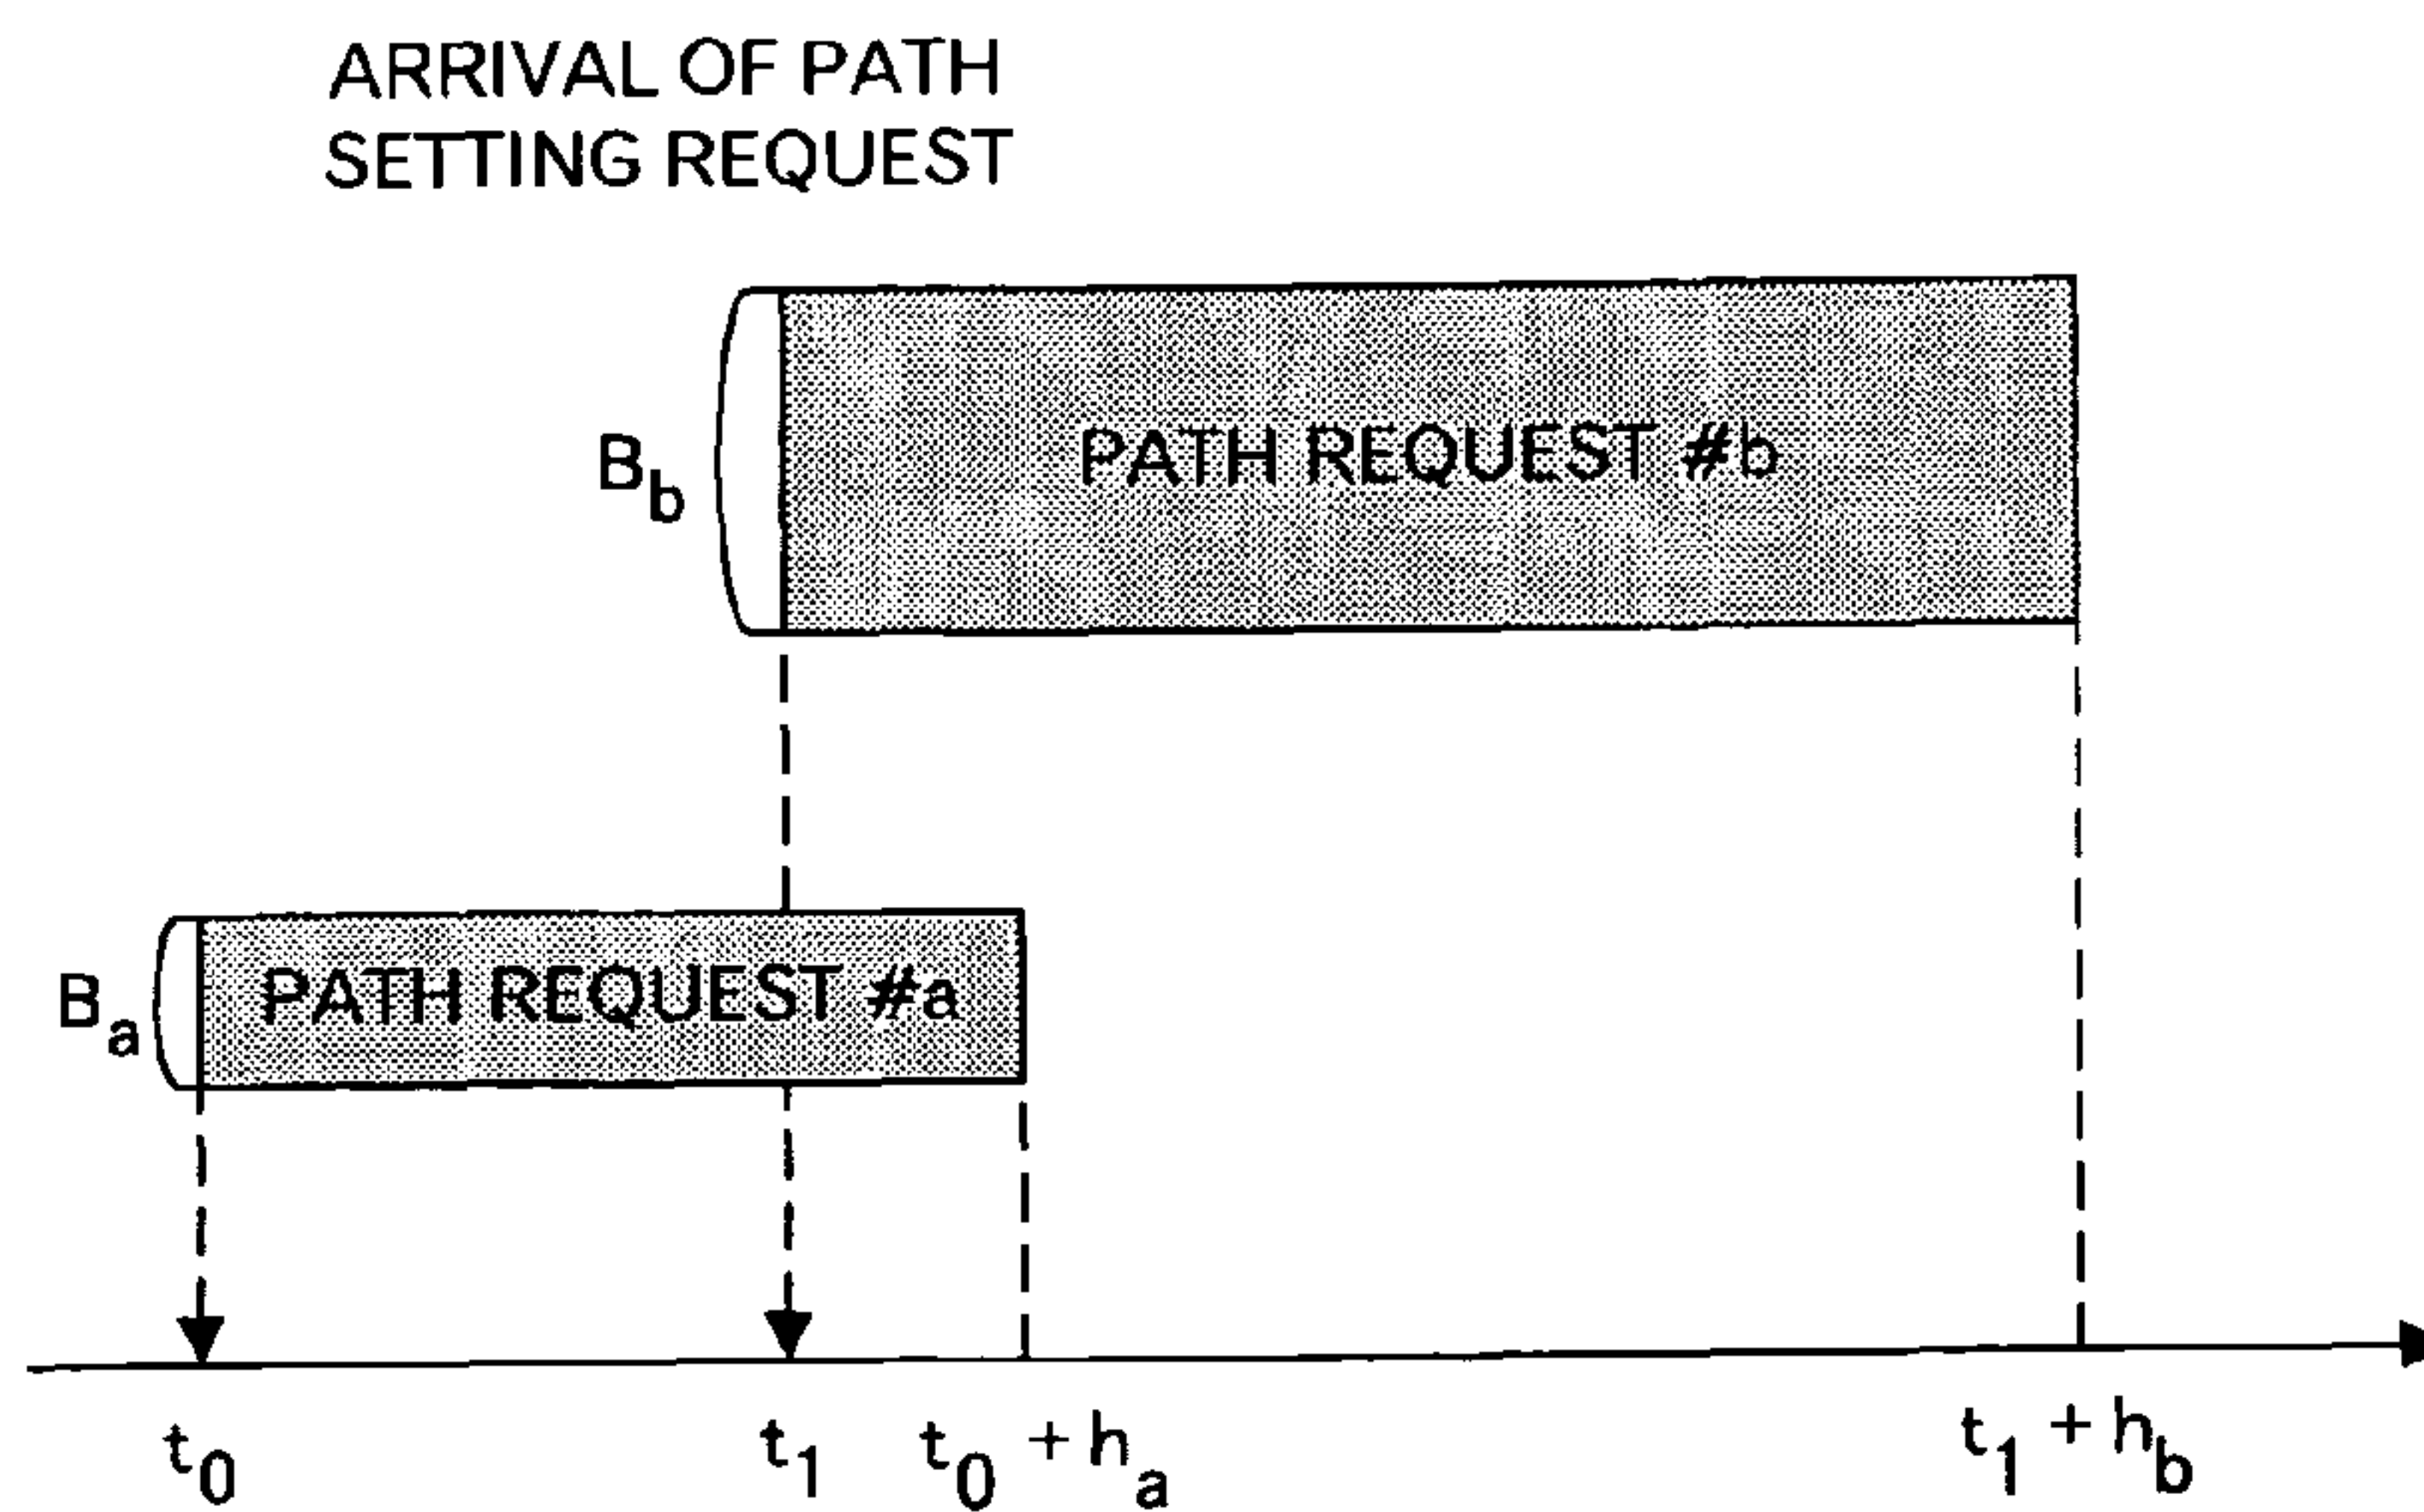 ARRIVAL OF PATH
SETTING REQUEST
B_b
PATH REQUEST #b
B_a
PATH REQUEST #a
t_0
t_1
t_0 + h_a
t_1 + h_b